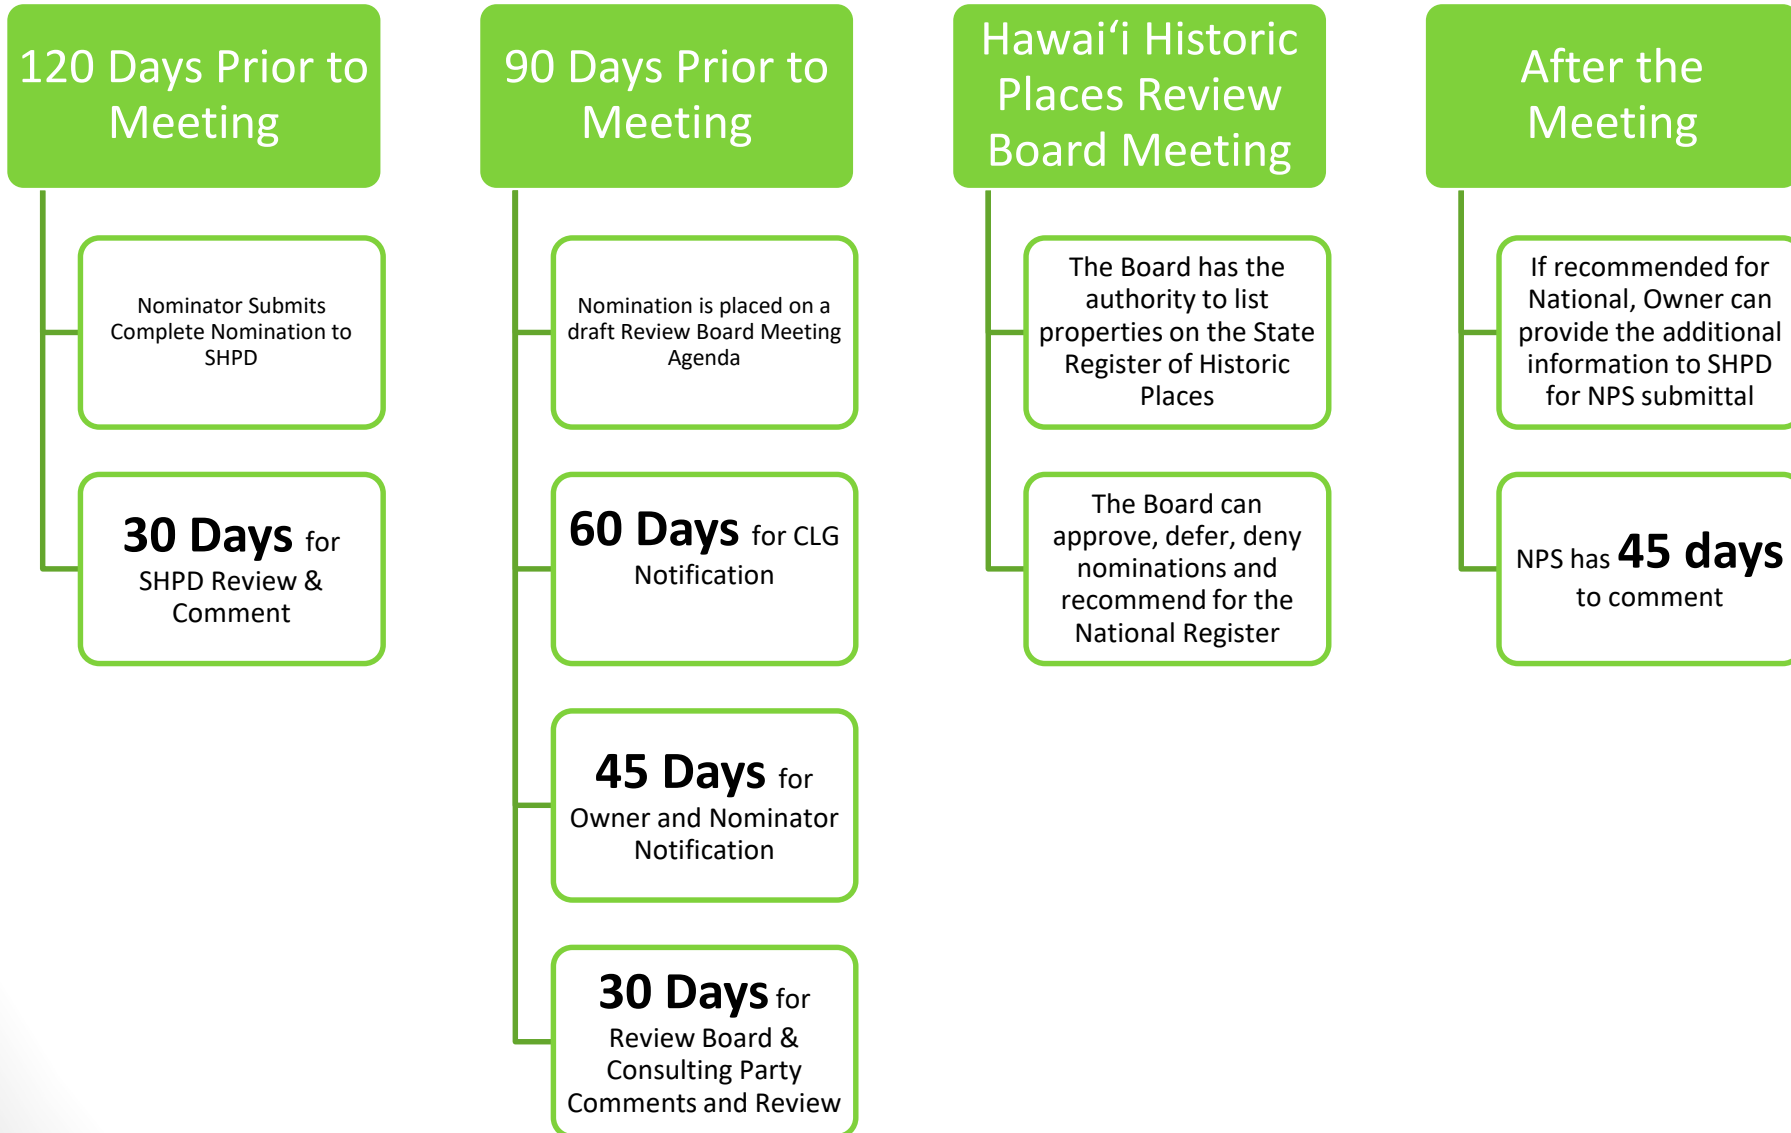 120 Days Prior to
Meeting
Nominator Submits
Complete Nomination to
SHPD
30 Days for
SHPD Review &
Comment
90 Days Prior to
Meeting
Nomination is placed on a
draft Review Board Meeting
Agenda
60 Days for CLG
Notification
45 Days for
Owner and Nominator
Notification
30 Days for
Review Board &
Consulting Party
Comments and Review
Hawaiʻi Historic
Places Review
Board Meeting
The Board has the
authority to list
properties on the State
Register of Historic
Places
The Board can
approve, defer, deny
nominations and
recommend for the
National Register
After the
Meeting
If recommended for
National, Owner can
provide the additional
information to SHPD
for NPS submittal
NPS has 45 days
to comment